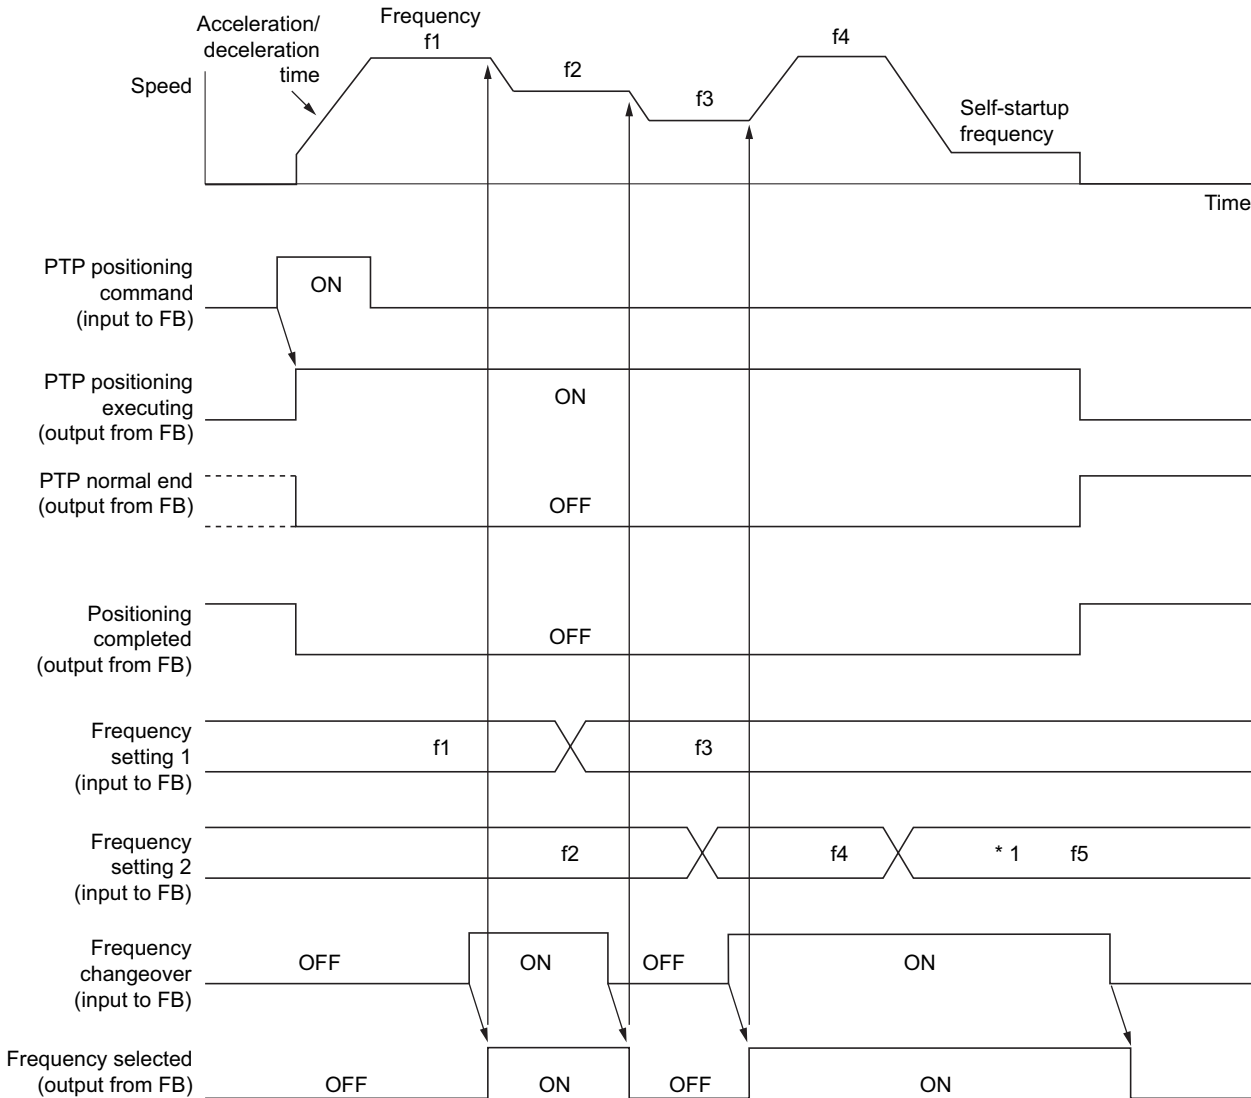 Acceleration/
deceleration
time
Frequency
f1
f2
f3
f4
Speed
Self-startup
frequency
Time
PTP positioning
command
(input to FB)
ON
PTP positioning
executing
(output from FB)
ON
PTP normal end
(output from FB)
OFF
Positioning
completed
(output from FB)
OFF
Frequency
setting 1
(input to FB)
f1
f3
Frequency
setting 2
(input to FB)
f2
f4
* 1 f5
Frequency
changeover
(input to FB)
OFF
ON
OFF
ON
Frequency selected
(output from FB)
OFF
ON
OFF
ON